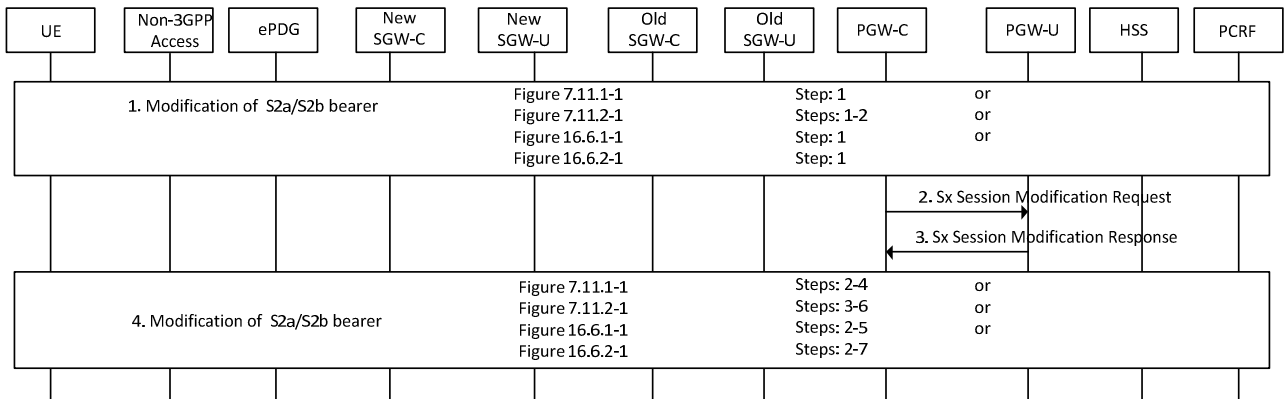 UE
Non-3GPP
Access
ePDG
New
SGW-C
New
SGW-U
Old
SGW-C
Old
SGW-U
PGW-C
PGW-U
HSS
PCRF
1. Modification of S2a/S2b bearer
Figure 7.11.1-1 Step: 1 or
Figure 7.11.2-1 Steps: 1-2 or
Figure 16.6.1-1 Step: 1 or
Figure 16.6.2-1 Step: 1
2. Sx Session Modification Request
3. Sx Session Modification Response
4. Modification of S2a/S2b bearer
Figure 7.11.1-1 Steps: 2-4 or
Figure 7.11.2-1 Steps: 3-6 or
Figure 16.6.1-1 Steps: 2-5 or
Figure 16.6.2-1 Steps: 2-7